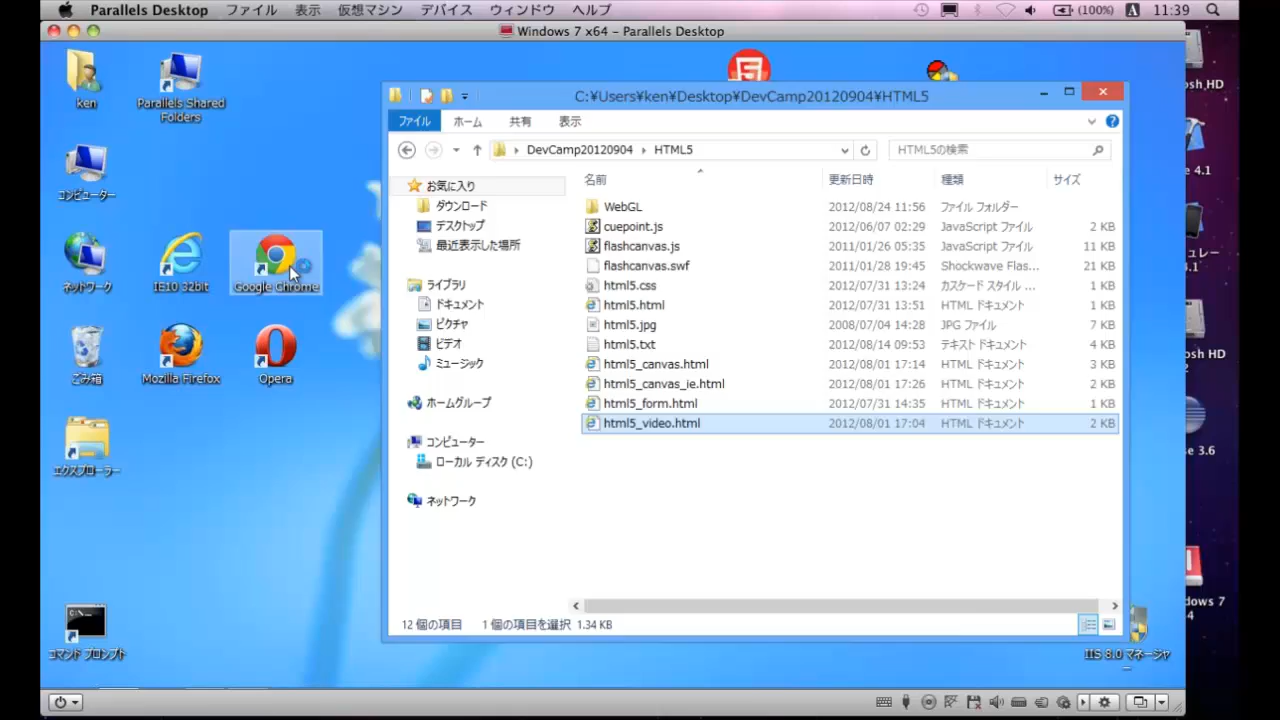 Parallels Desktop ファイル 表示 仮想マシン デバイス ウィンドウ ヘルプ (100%) A 11:39
Windows 7 x64 - Parallels Desktop
ken
Parallels Shared Folders
コンピューター
ネットワーク
IE10 32bit
Google Chrome
ごみ箱
Mozilla Firefox
Opera
エクスプローラー
コマンド プロンプト
C:¥Users¥ken¥Desktop¥DevCamp20120904¥HTML5
ファイル ホーム 共有 表示
DevCamp20120904 HTML5 HTML5の検索
お気に入り
ダウンロード
デスクトップ
最近表示した場所
ライブラリ
ドキュメント
ピクチャ
ビデオ
ミュージック
ホームグループ
コンピューター
ローカル ディスク (C:)
ネットワーク
名前 更新日時 種類 サイズ
WebGL 2012/08/24 11:56 ファイル フォルダー
cuepoint.js 2012/06/07 02:29 JavaScript ファイル 2 KB
flashcanvas.js 2011/01/26 05:35 JavaScript ファイル 11 KB
flashcanvas.swf 2011/01/28 19:45 Shockwave Flas... 21 KB
html5.css 2012/07/31 13:24 カスケード スタイル ... 1 KB
html5.html 2012/07/31 13:51 HTML ドキュメント 1 KB
html5.jpg 2008/07/04 14:28 JPG ファイル 7 KB
html5.txt 2012/08/14 09:53 テキスト ドキュメント 4 KB
html5_canvas.html 2012/08/01 17:14 HTML ドキュメント 3 KB
html5_canvas_ie.html 2012/08/01 17:26 HTML ドキュメント 2 KB
html5_form.html 2012/07/31 14:35 HTML ドキュメント 1 KB
html5_video.html 2012/08/01 17:04 HTML ドキュメント 2 KB
12 個の項目 1 個の項目を選択 1.34 KB
IIS 8.0 マネージャー
osh HD
e 4.1
ュレー
.1
osh HD
2
se 3.6
dows 7
4